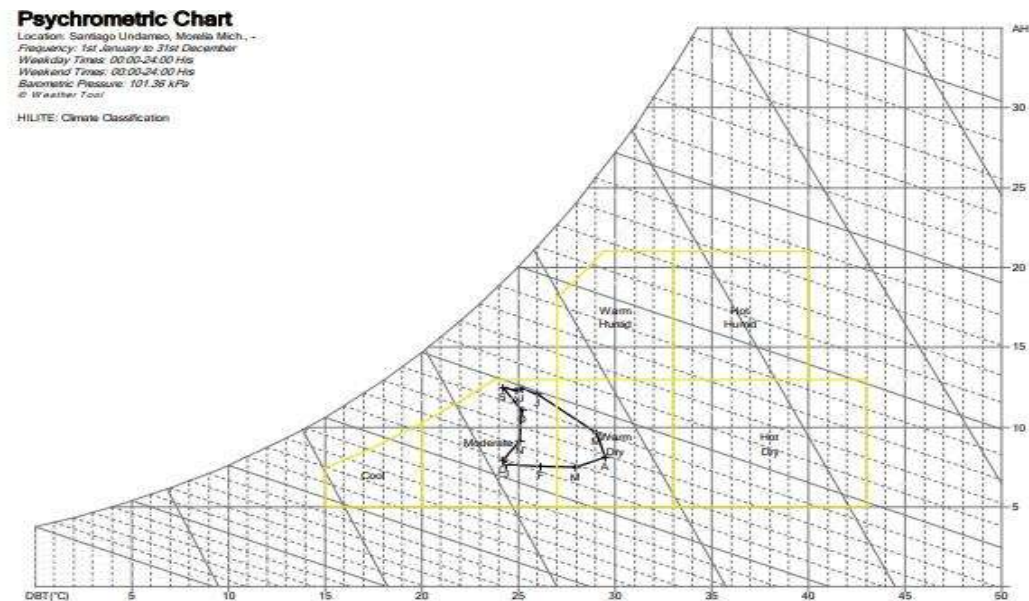 Psychrometric Chart
Location: Santiago Undameo, Morelia Mich., -
Frequency: 1st January to 31st December
Weekday Times: 00:00-24:00 Hrs
Weekend Times: 00:00-24:00 Hrs
Barometric Pressure: 101.36 kPa
© Weather Tool
HILITE: Climate Classification
AH
30
25
20
Warm
Humid
Hot
Humid
15
S
J
J
O
10
Moderate
N
M
Warm
Dry
Hot
Dry
Cool
D
F
M
A
5
DBT(°C)
5
10
15
20
25
30
35
40
45
50